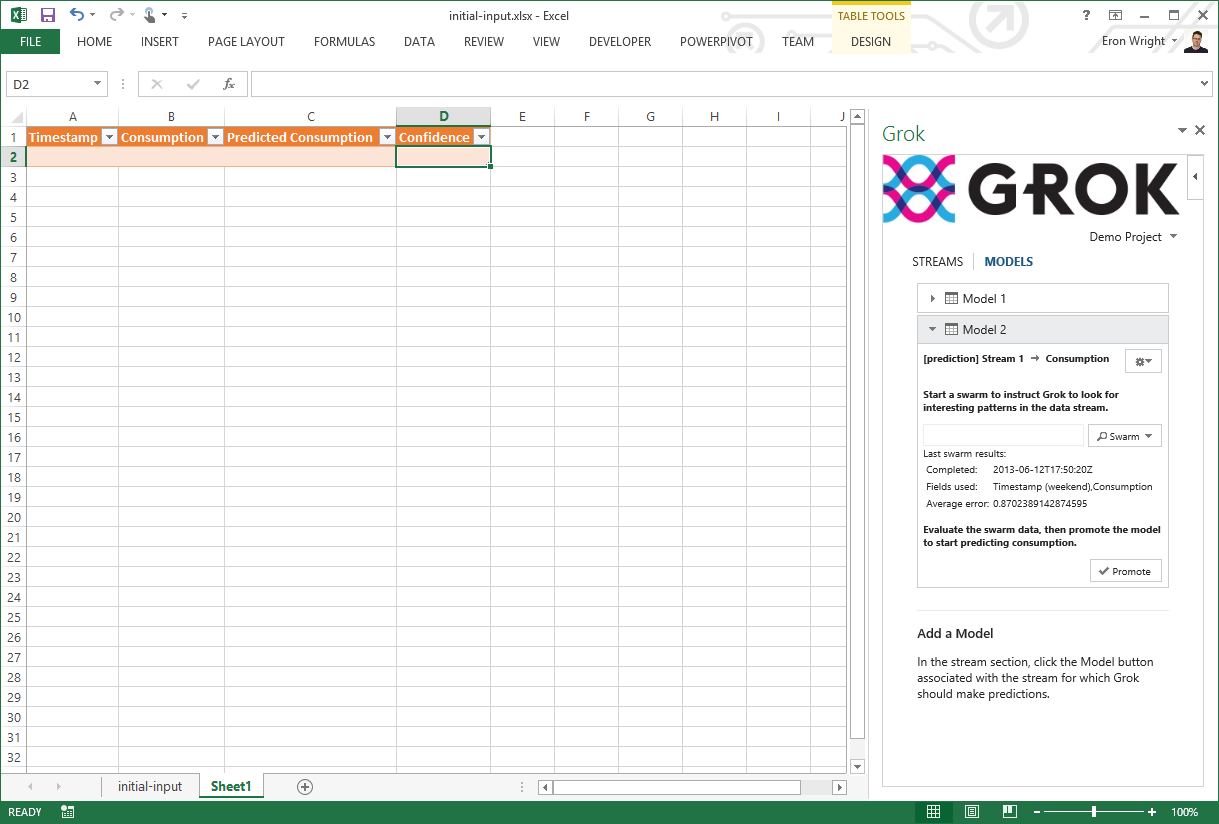 initial-input.xlsx - Excel
TABLE TOOLS
?
FILE HOME INSERT PAGE LAYOUT FORMULAS DATA REVIEW VIEW DEVELOPER POWERPIVOT TEAM DESIGN
Eron Wright
D2
fx
A B C D E F G H I J
1 Timestamp Consumption Predicted Consumption Confidence
2
3
4
5
6
7
8
9
10
11
12
13
14
15
16
17
18
19
20
21
22
23
24
25
26
27
28
29
30
31
32
Grok
GROK
Demo Project
STREAMS MODELS
Model 1
Model 2
[prediction] Stream 1 → Consumption
Start a swarm to instruct Grok to look for
interesting patterns in the data stream.
Swarm
Last swarm results:
Completed: 2013-06-12T17:50:20Z
Fields used: Timestamp (weekend),Consumption
Average error: 0.8702389142874595
Evaluate the swarm data, then promote the model
to start predicting consumption.
Promote
Add a Model
In the stream section, click the Model button
associated with the stream for which Grok
should make predictions.
initial-input Sheet1
READY
100%